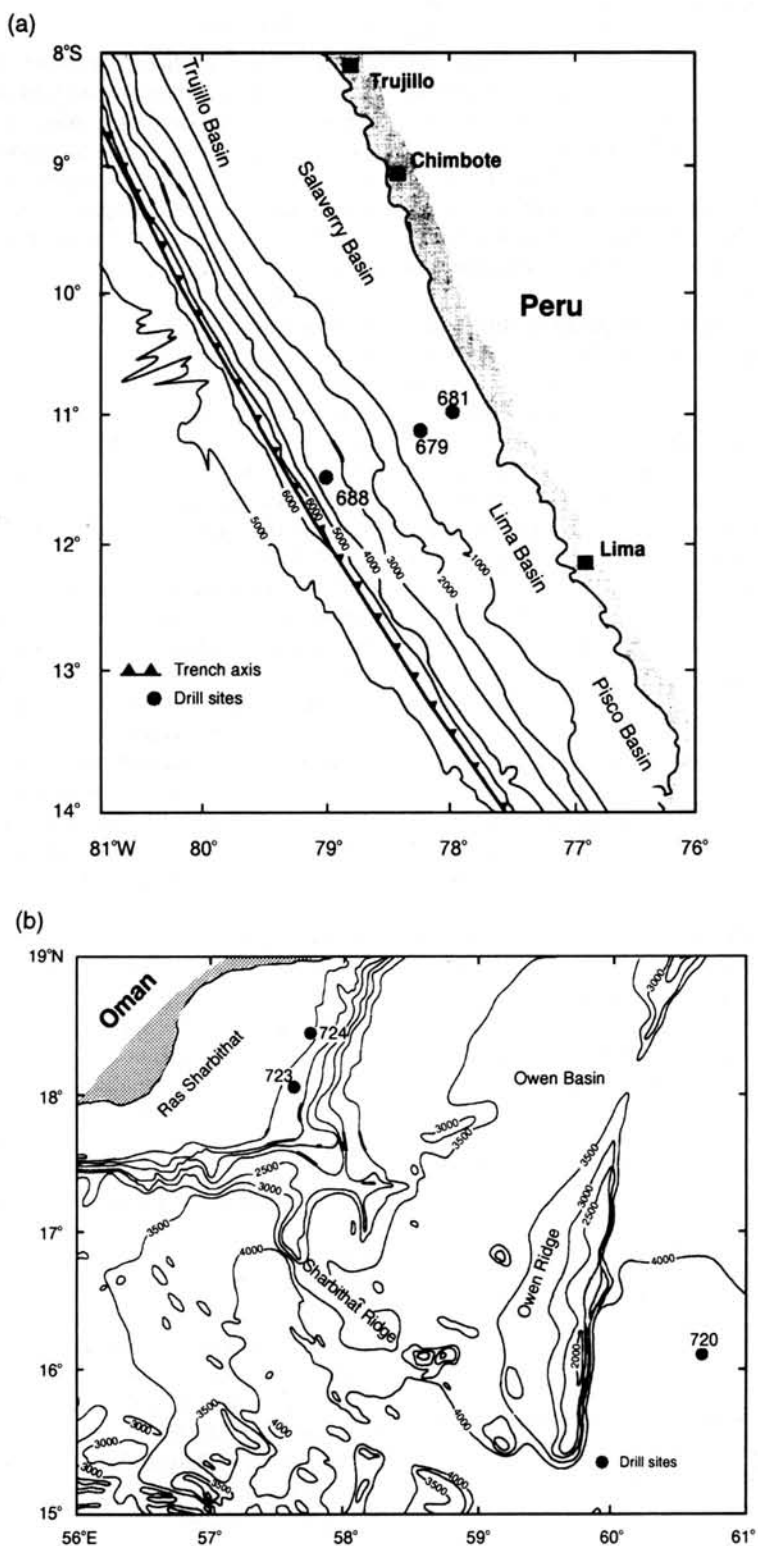 (a)
8°S
9°
10°
11°
12°
13°
14°
81°W
80°
79°
78°
77°
76°
Trujillo Basin
Trujillo
Chimbote
Salaverry Basin
Peru
681
679
688
6000
6000
5000
5000
4000
3000
2000
1000
Lima Basin
Lima
Pisco Basin
Trench axis
Drill sites
(b)
19°N
18°
17°
16°
15°
56°E
57°
58°
59°
60°
61°
Oman
Ras Sharbithat
724
723
Owen Basin
3000
3000
3500
2500
3000
3500
4000
Sharbithat Ridge
3500
3000
2500
Owen Ridge
2000
4000
720
4000
3500
4000
3000
3000
3500
4000
3500
Drill sites